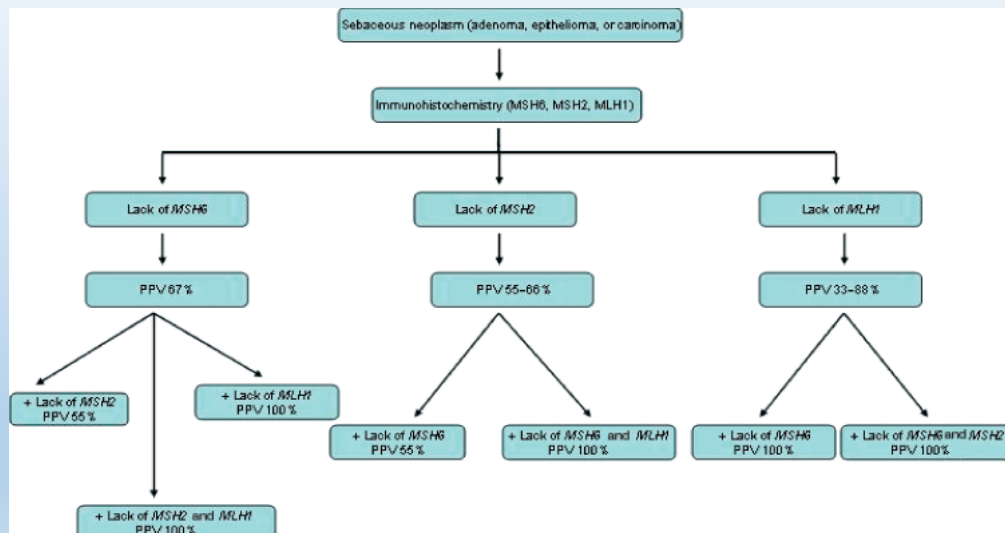 Sebaceous neoplasm (adenoma, epithelioma, or carcinoma)
Immunohistochemistry (MSH6, MSH2, MLH1)
Lack of MSH6
Lack of MSH2
Lack of MLH1
PPV 67 %
PPV 55–66 %
PPV 33–88 %
+ Lack of MSH2
PPV 55 %
+ Lack of MLH1
PPV 100 %
+ Lack of MSH2 and MLH1
PPV 100 %
+ Lack of MSH6
PPV 55 %
+ Lack of MSH6 and MLH1
PPV 100 %
+ Lack of MSH6
PPV 100 %
+ Lack of MSH6 and MSH2
PPV 100 %